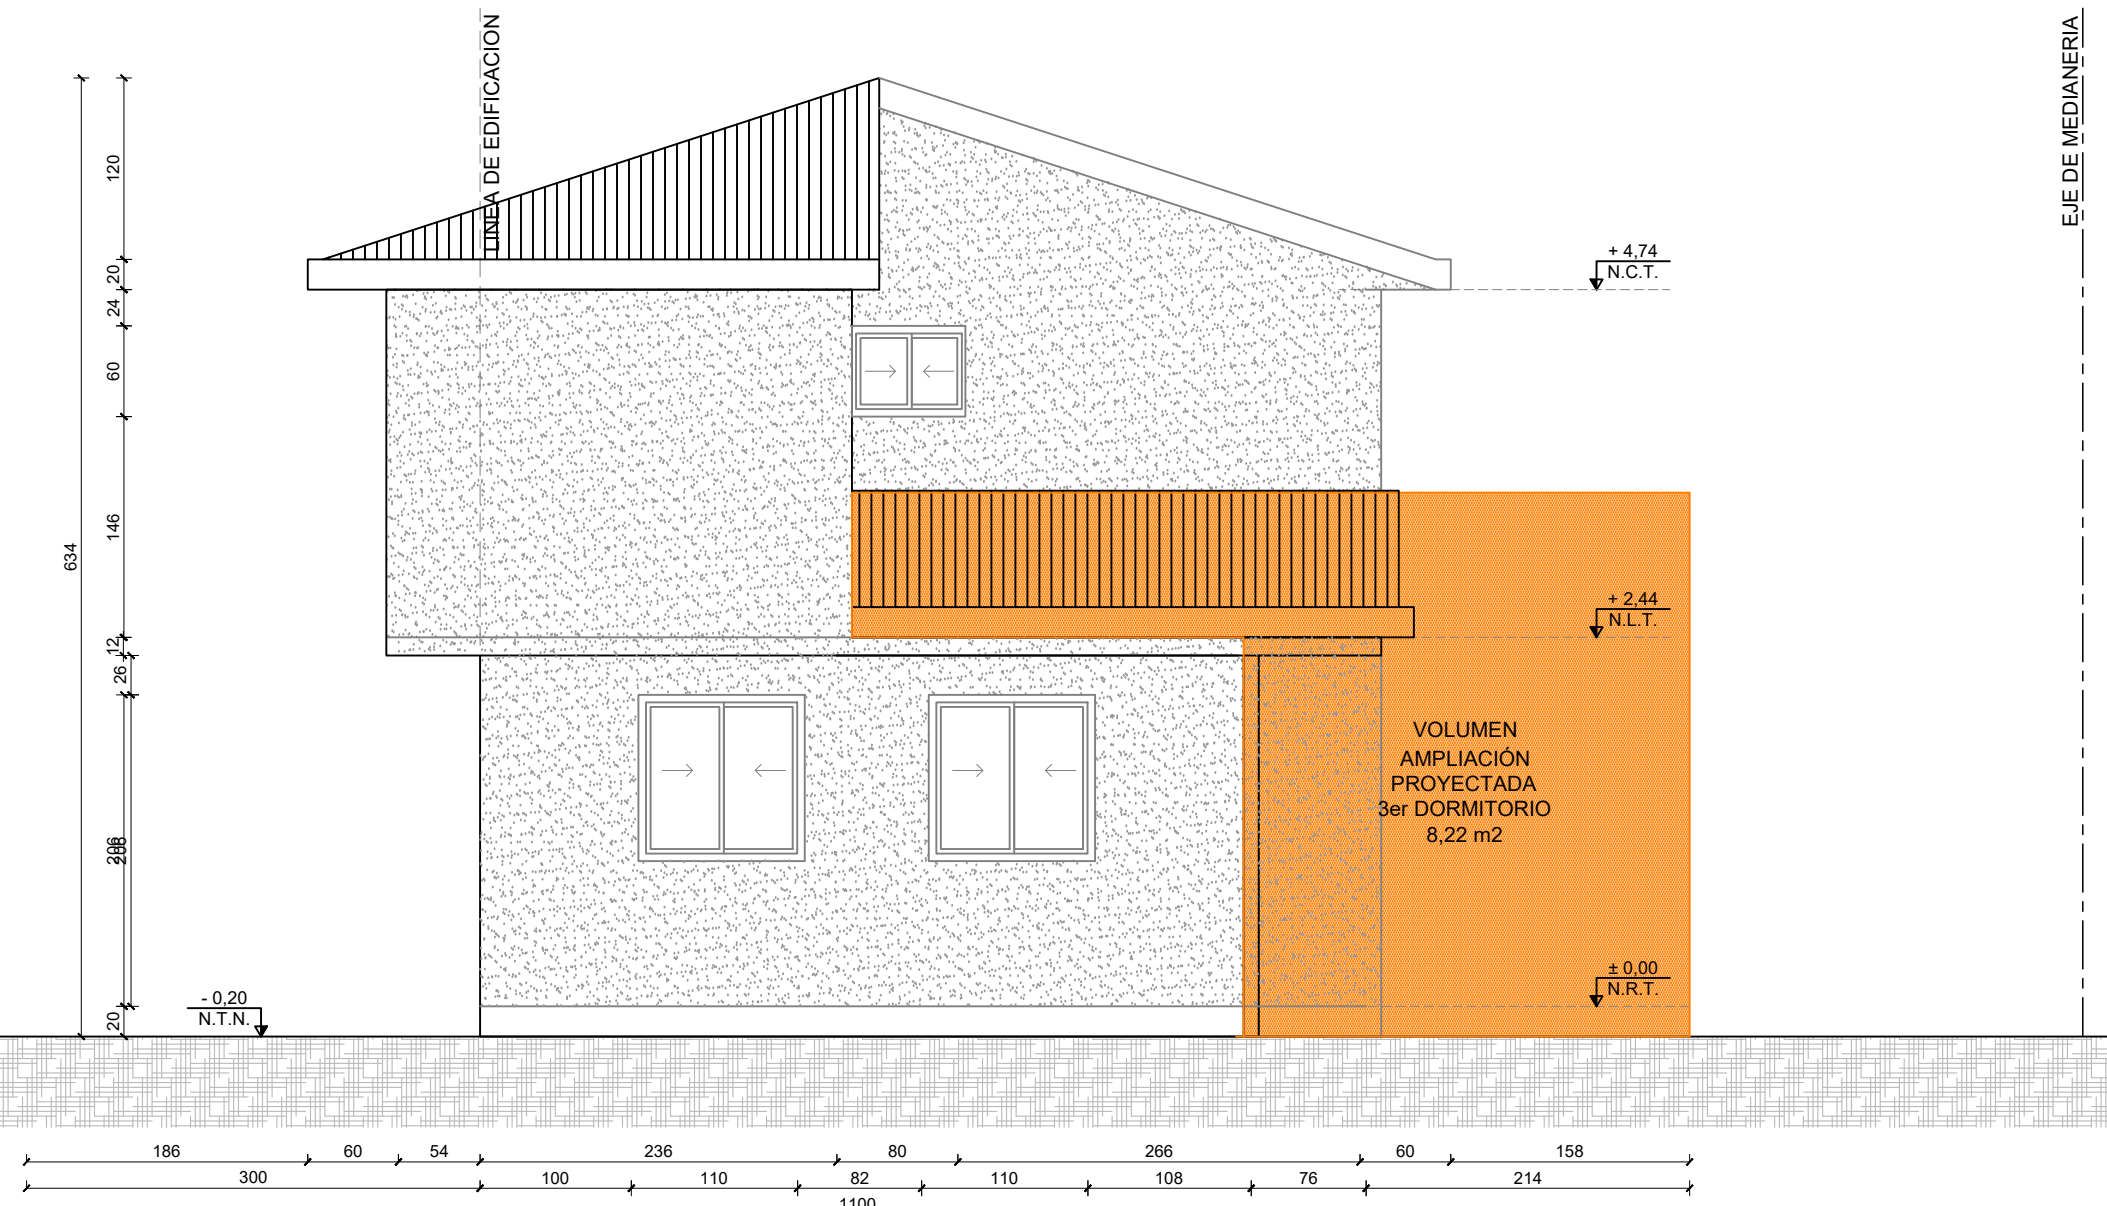 LINEA DE EDIFICACION
EJE DE MEDIANERIA
634
120
20
24
60
146
12
26
206
20
+ 4,74
N.C.T.
+ 2,44
N.L.T.
VOLUMEN
AMPLIACIÓN
PROYECTADA
3er DORMITORIO
8,22 m2
± 0,00
N.R.T.
- 0,20
N.T.N.
186 60 54 236 80 266 60 158
300 100 110 82 110 108 76 214
1100